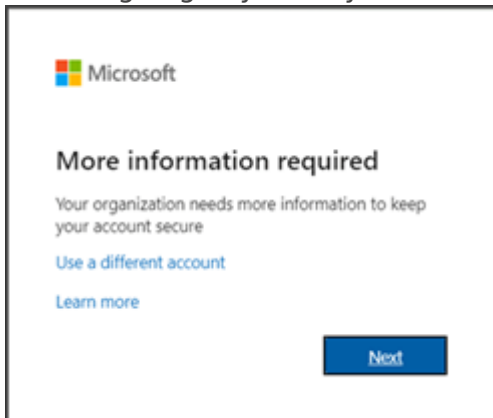 Microsoft
More information required
Your organization needs more information to keep
your account secure
Use a different account
Learn more
Next